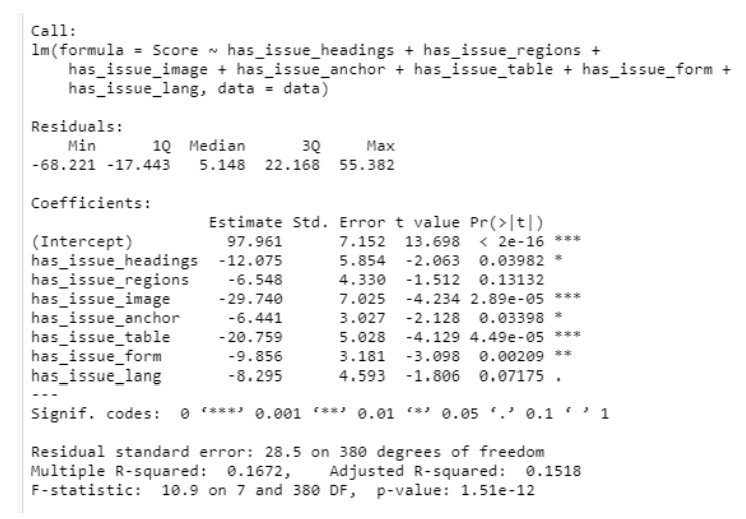 Call:
lm(formula = Score ~ has_issue_headings + has_issue_regions +
    has_issue_image + has_issue_anchor + has_issue_table + has_issue_form +
    has_issue_lang, data = data)
Residuals:
    Min      1Q  Median      3Q     Max
-68.221 -17.443   5.148  22.168  55.382
Coefficients:
                   Estimate Std. Error t value Pr(>|t|)
(Intercept)          97.961      7.152  13.698  < 2e-16 ***
has_issue_headings  -12.075      5.854  -2.063  0.03982 *
has_issue_regions    -6.548      4.330  -1.512  0.13132
has_issue_image     -29.740      7.025  -4.234 2.89e-05 ***
has_issue_anchor     -6.441      3.027  -2.128  0.03398 *
has_issue_table     -20.759      5.028  -4.129 4.49e-05 ***
has_issue_form       -9.856      3.181  -3.098  0.00209 **
has_issue_lang       -8.295      4.593  -1.806  0.07175 .
---
Signif. codes:  0 ‘***’ 0.001 ‘**’ 0.01 ‘*’ 0.05 ‘.’ 0.1 ‘ ’ 1
Residual standard error: 28.5 on 380 degrees of freedom
Multiple R-squared:  0.1672,    Adjusted R-squared:  0.1518
F-statistic:  10.9 on 7 and 380 DF,  p-value: 1.51e-12